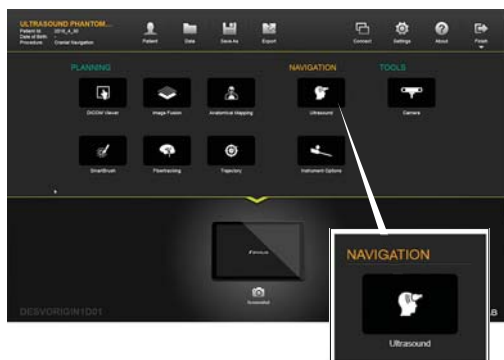 ULTRASOUND PHANTOM...
Patient Id: 2016_4_30
Date of Birth: -
Procedure: Cranial Navigation
Patient
Data
Save As
Export
Connect
Settings
About
Finish
PLANNING
NAVIGATION
TOOLS
DICOM Viewer
Image Fusion
Anatomical Mapping
Ultrasound
Camera
SmartBrush
Fibertracking
Trajectory
Instrument Options
Screenshot
DESVORIGIN1D01
AB
NAVIGATION
Ultrasound